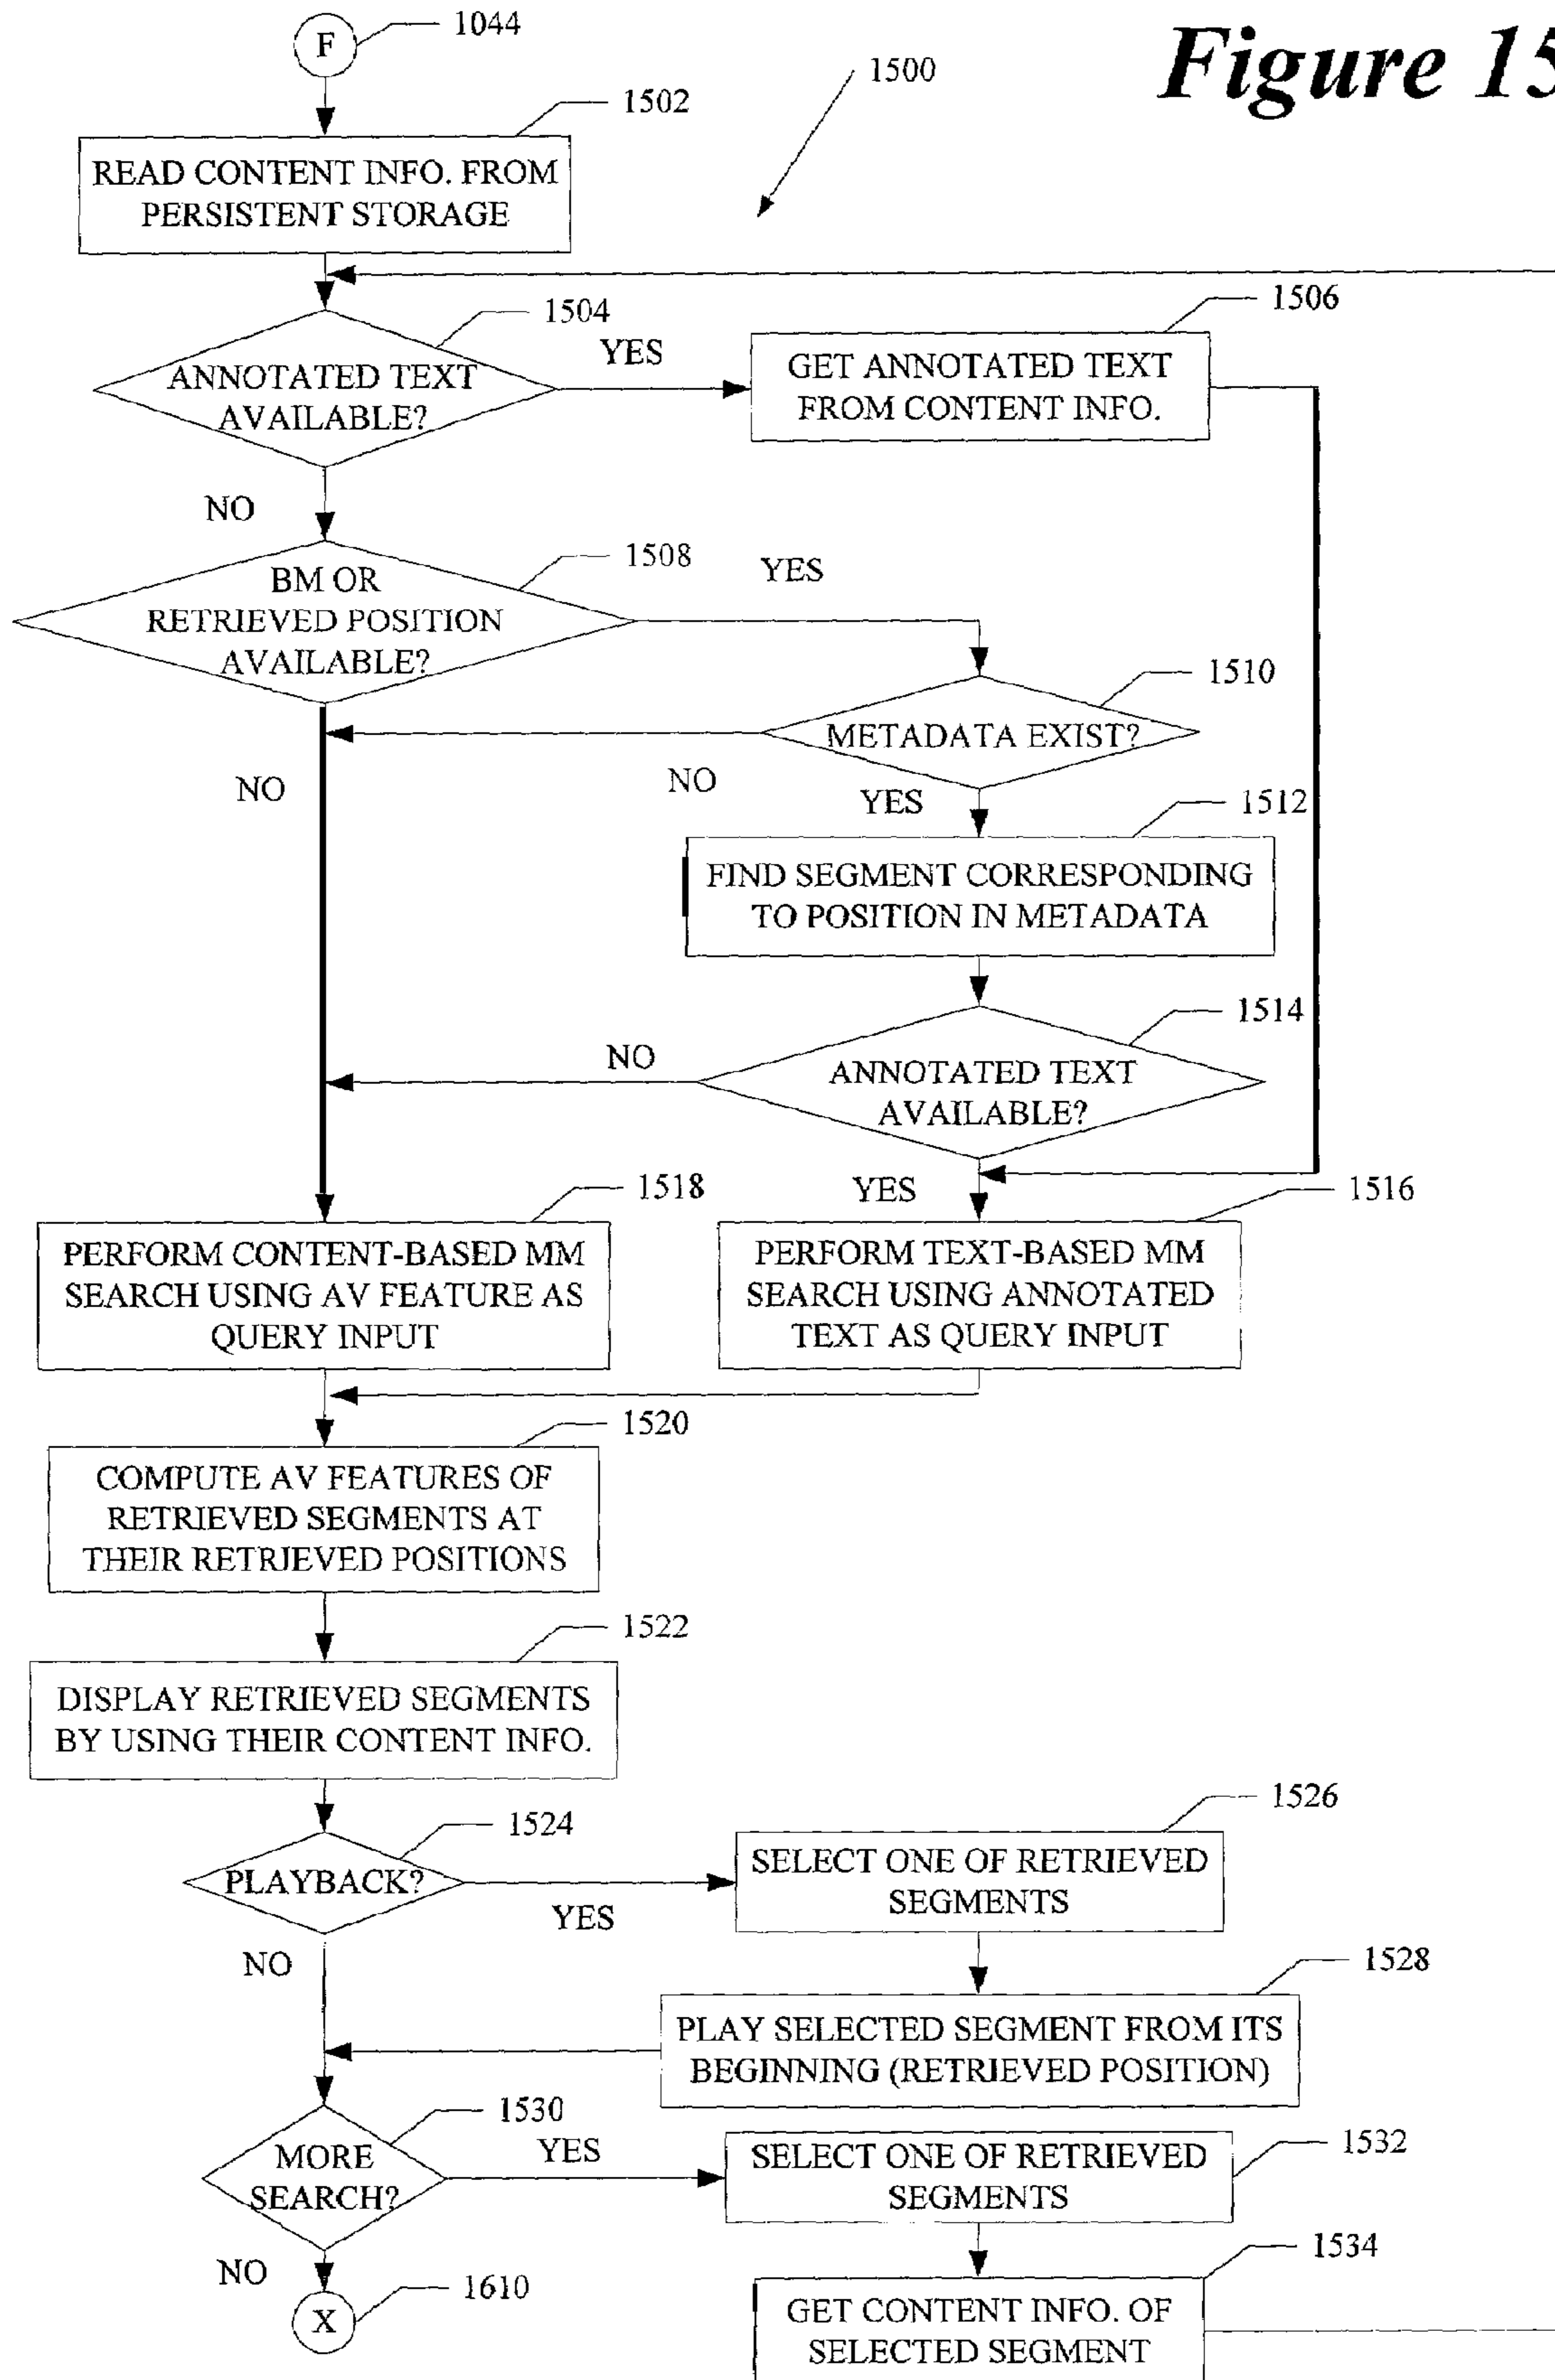 F
1044
Figure 15
1500
1502
READ CONTENT INFO. FROM
PERSISTENT STORAGE
1504
ANNOTATED TEXT
AVAILABLE?
YES
1506
GET ANNOTATED TEXT
FROM CONTENT INFO.
NO
1508
BM OR
RETRIEVED POSITION
AVAILABLE?
YES
1510
METADATA EXIST?
NO
NO
YES
1512
FIND SEGMENT CORRESPONDING
TO POSITION IN METADATA
1514
NO
ANNOTATED TEXT
AVAILABLE?
YES
1518
PERFORM CONTENT-BASED MM
SEARCH USING AV FEATURE AS
QUERY INPUT
1516
PERFORM TEXT-BASED MM
SEARCH USING ANNOTATED
TEXT AS QUERY INPUT
1520
COMPUTE AV FEATURES OF
RETRIEVED SEGMENTS AT
THEIR RETRIEVED POSITIONS
1522
DISPLAY RETRIEVED SEGMENTS
BY USING THEIR CONTENT INFO.
1524
PLAYBACK?
YES
1526
SELECT ONE OF RETRIEVED
SEGMENTS
NO
1528
PLAY SELECTED SEGMENT FROM ITS
BEGINNING (RETRIEVED POSITION)
1530
MORE
SEARCH?
YES
1532
SELECT ONE OF RETRIEVED
SEGMENTS
NO
X
1610
1534
GET CONTENT INFO. OF
SELECTED SEGMENT